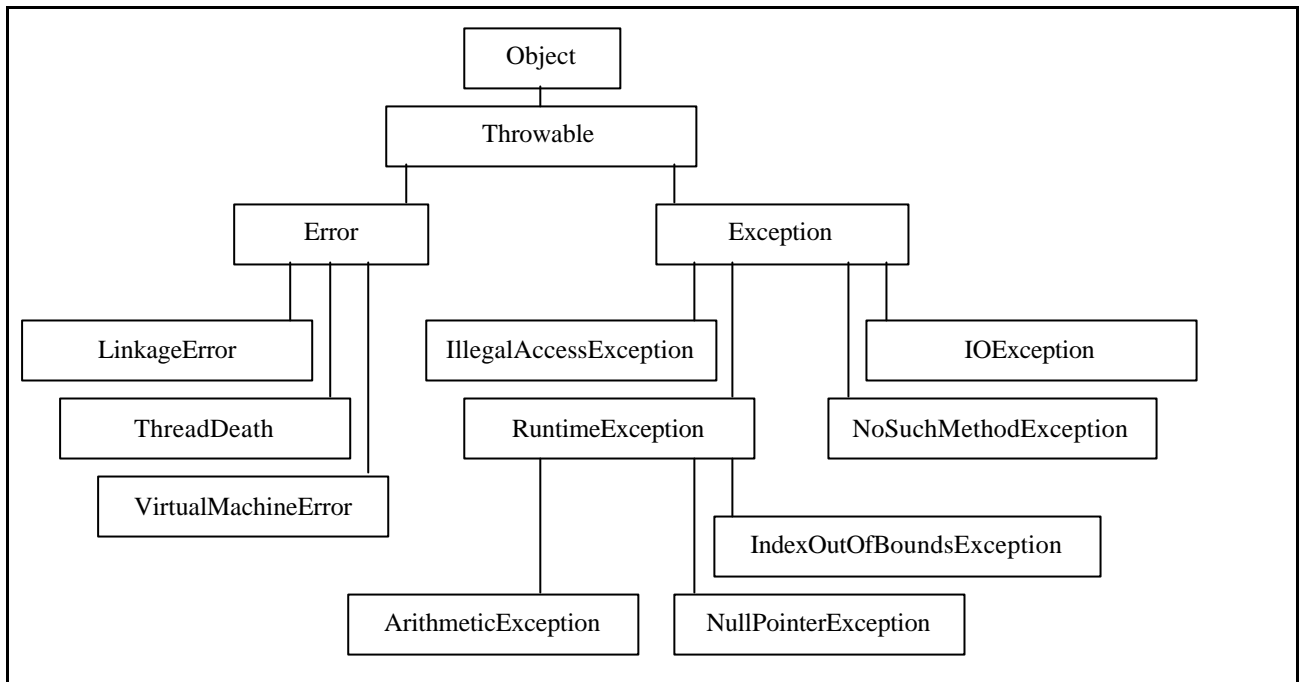 Object
Throwable
Error
Exception
LinkageError
IllegalAccessException
IOException
ThreadDeath
RuntimeException
NoSuchMethodException
VirtualMachineError
IndexOutOfBoundsException
ArithmeticException
NullPointerException